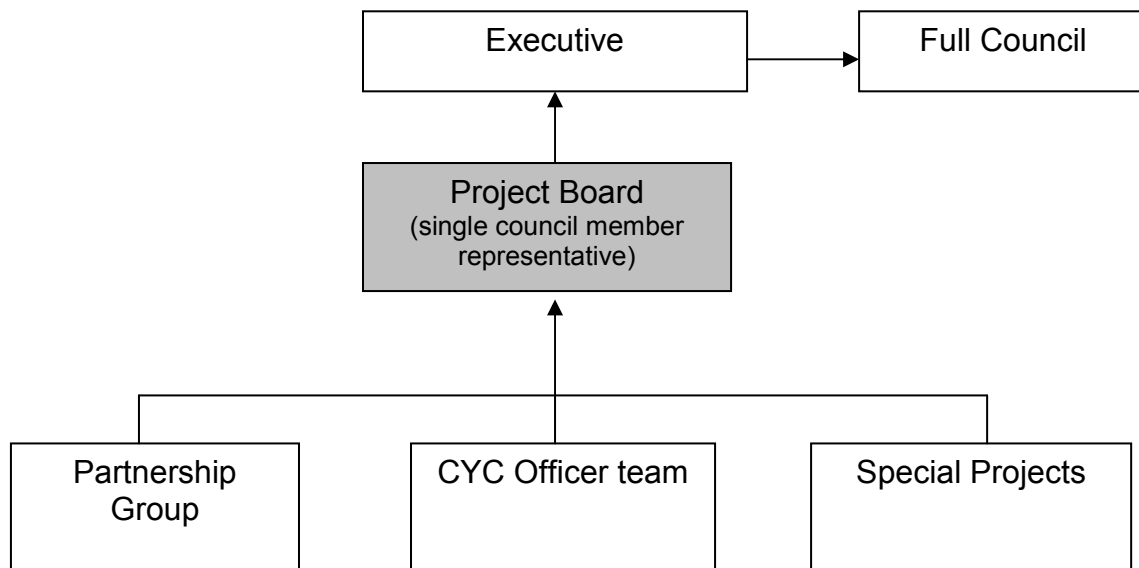 Executive
Full Council
Project Board
(single council member
representative)
Partnership
Group
CYC Officer team
Special Projects